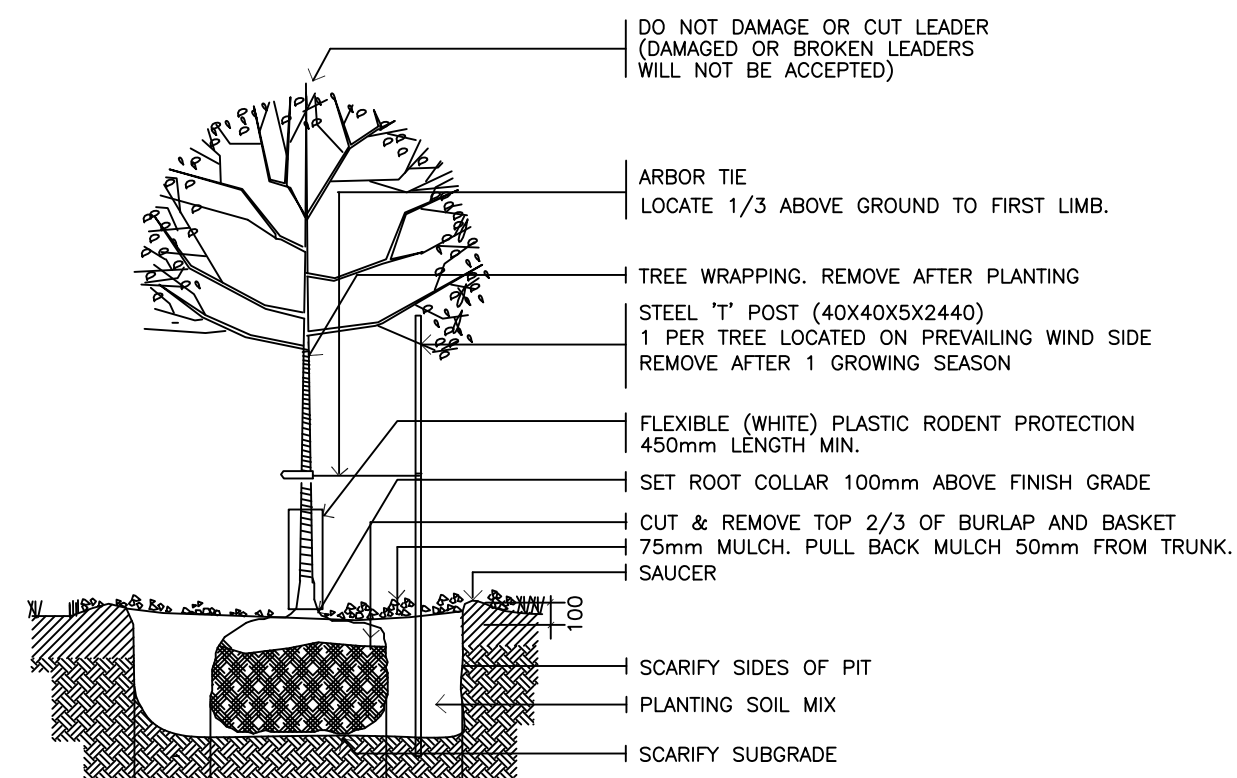 DO NOT DAMAGE OR CUT LEADER
(DAMAGED OR BROKEN LEADERS
WILL NOT BE ACCEPTED)
ARBOR TIE
LOCATE 1/3 ABOVE GROUND TO FIRST LIMB.
TREE WRAPPING. REMOVE AFTER PLANTING
STEEL 'T' POST (40X40X5X2440)
1 PER TREE LOCATED ON PREVAILING WIND SIDE
REMOVE AFTER 1 GROWING SEASON
FLEXIBLE (WHITE) PLASTIC RODENT PROTECTION
450mm LENGTH MIN.
SET ROOT COLLAR 100mm ABOVE FINISH GRADE
CUT & REMOVE TOP 2/3 OF BURLAP AND BASKET
75mm MULCH. PULL BACK MULCH 50mm FROM TRUNK.
SAUCER
100
SCARIFY SIDES OF PIT
PLANTING SOIL MIX
SCARIFY SUBGRADE